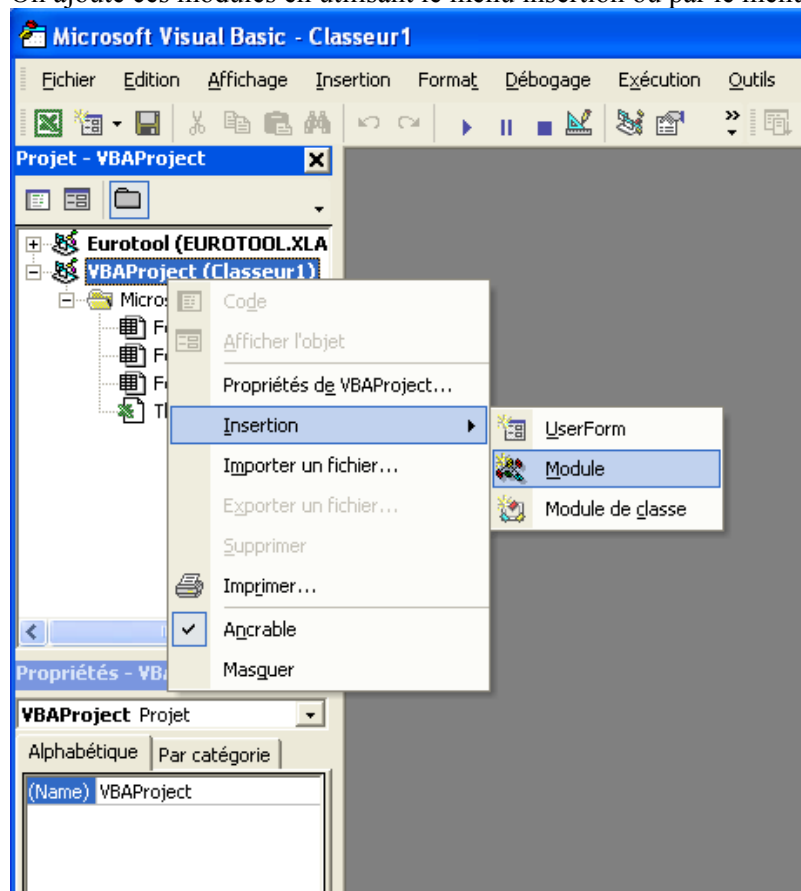 On ajoute ces modules en utilisant le menu insertion ou par le menu
Microsoft Visual Basic - Classeur1
Fichier Edition Affichage Insertion Format Débogage Exécution Outils
Projet - VBAProject
Eurotool (EUROTOOL.XLA
VBAProject (Classeur1)
Code
Afficher l'objet
Propriétés de VBAProject...
Insertion
UserForm
Importer un fichier...
Module
Exporter un fichier...
Module de classe
Supprimer
Imprimer...
Ancrable
Masquer
Propriétés -
VBAProject Projet
Alphabétique Par catégorie
(Name) VBAProject